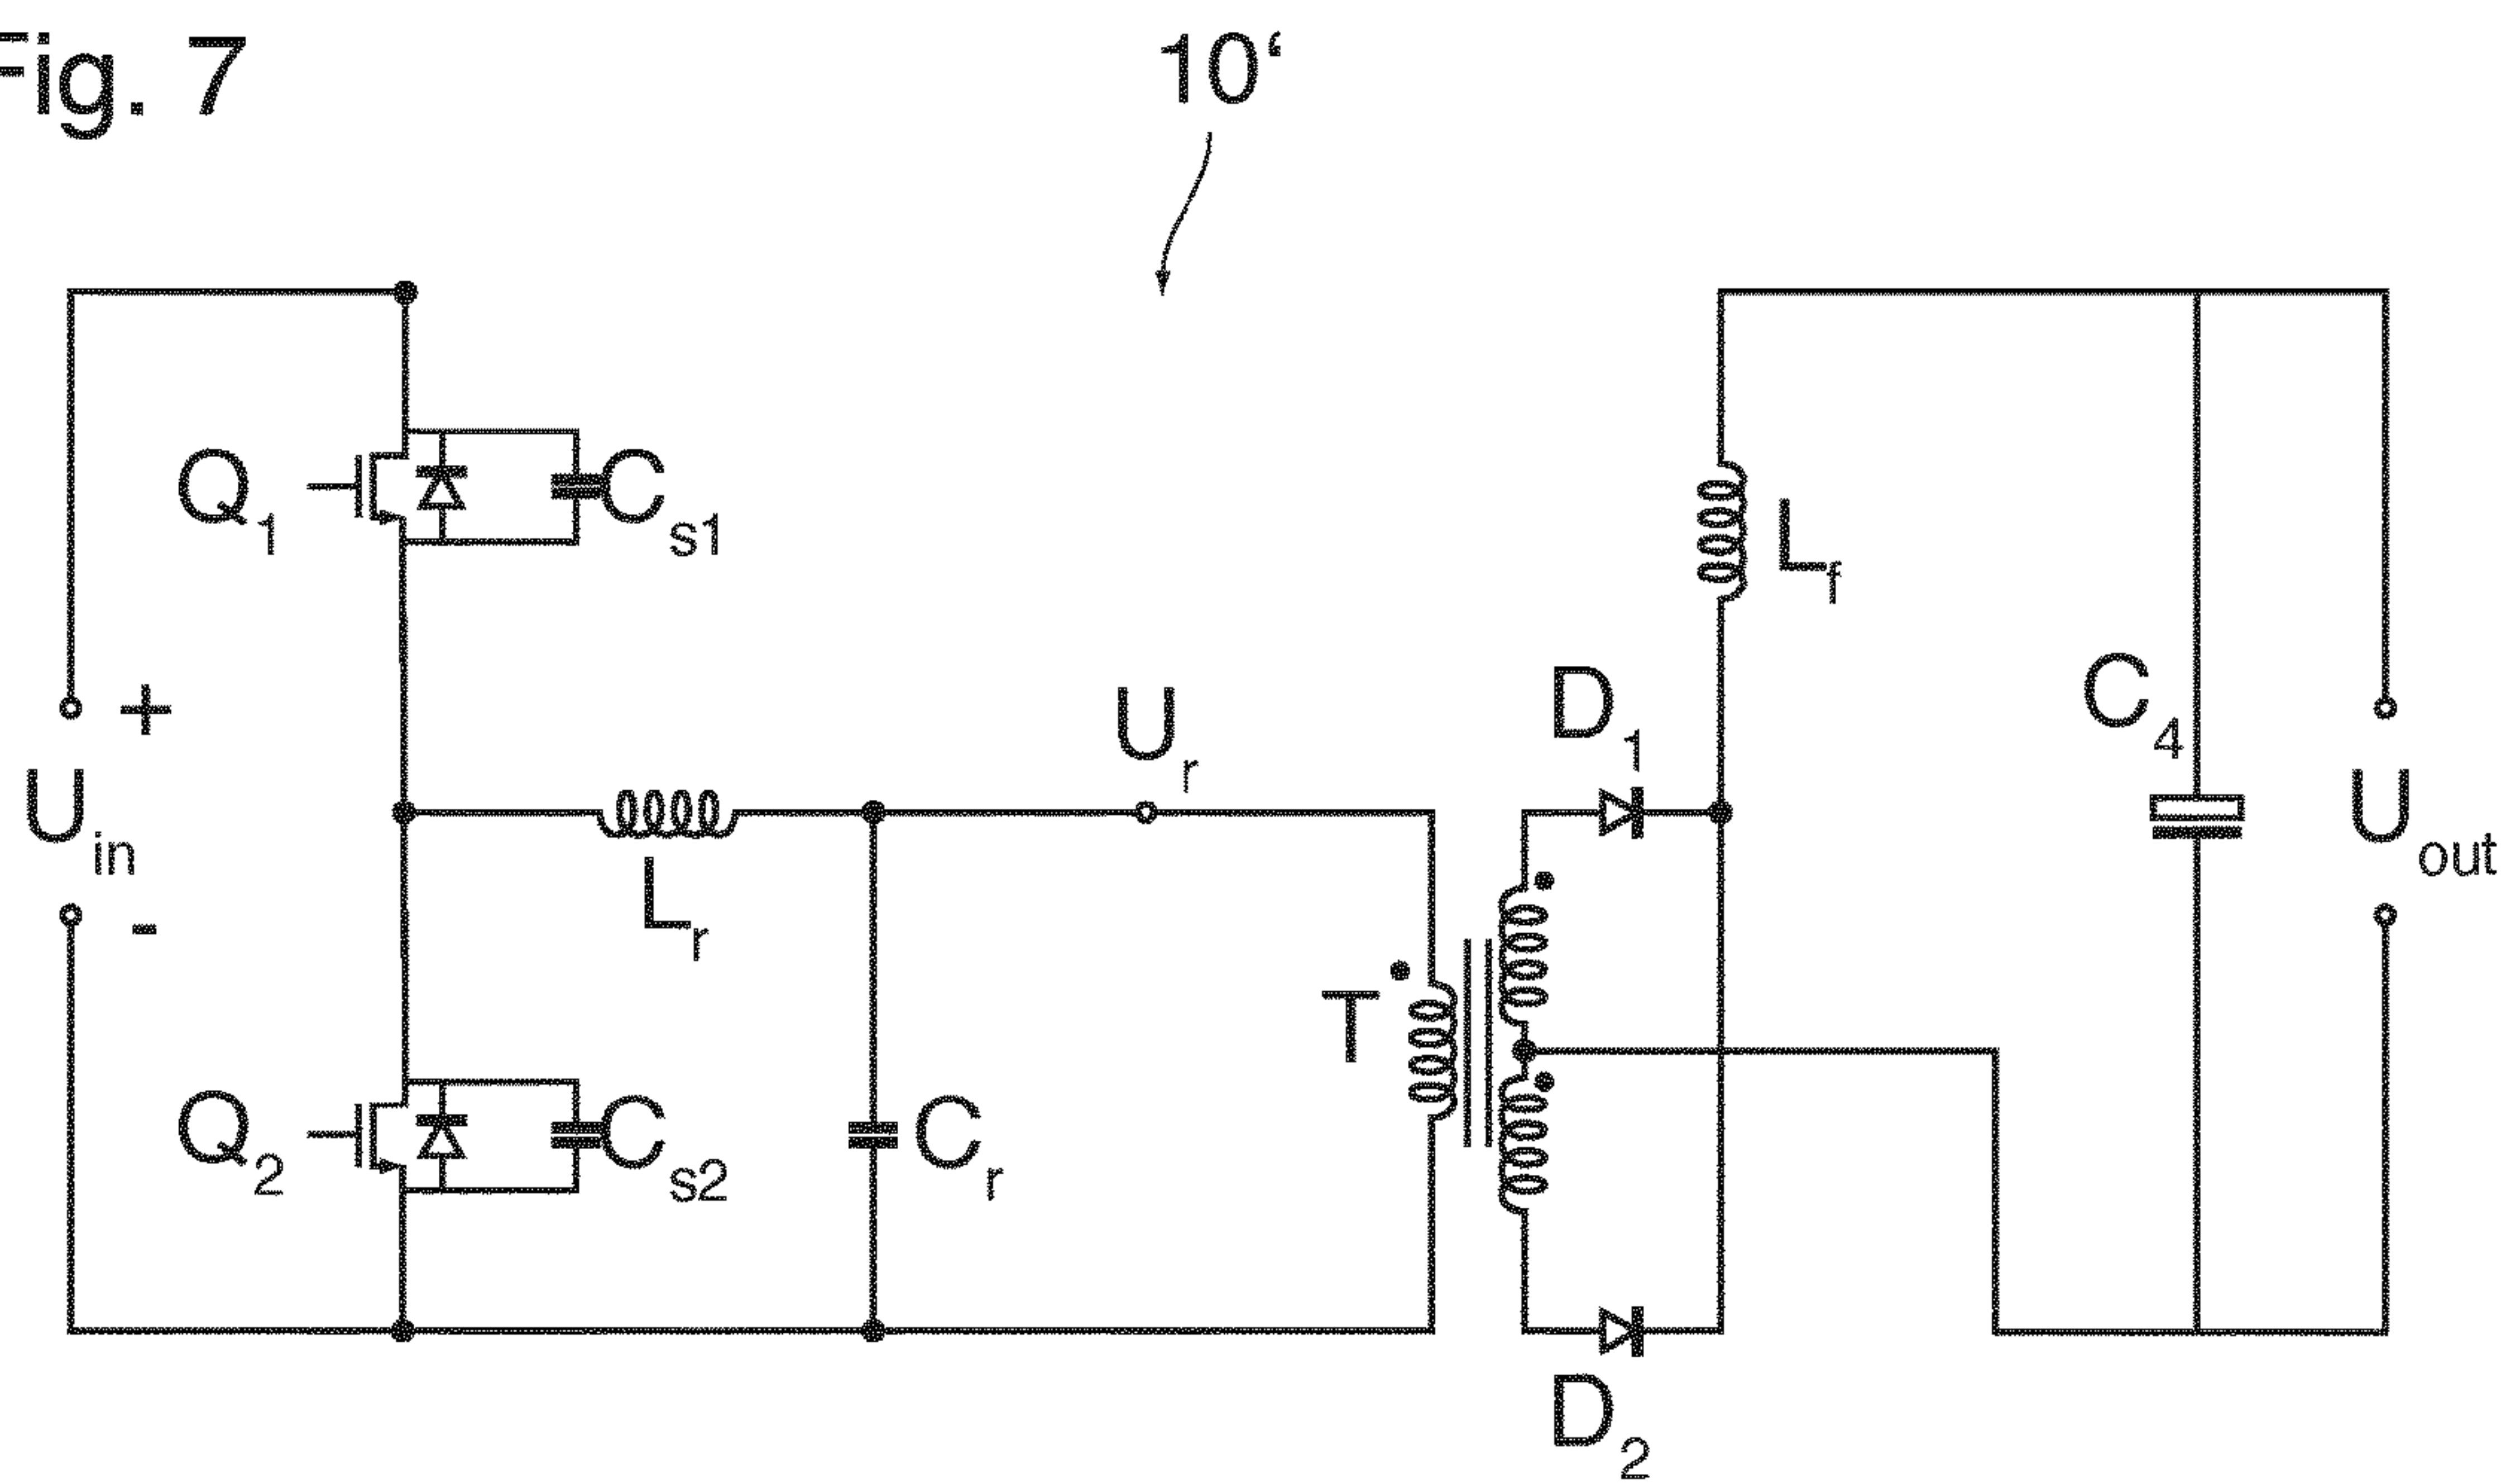 Fig. 7
10‘
Q1
Cs1
Lf
+
Uin
-
Ur
D1
C4
Uout
Lr
T
Q2
Cs2
Cr
D2